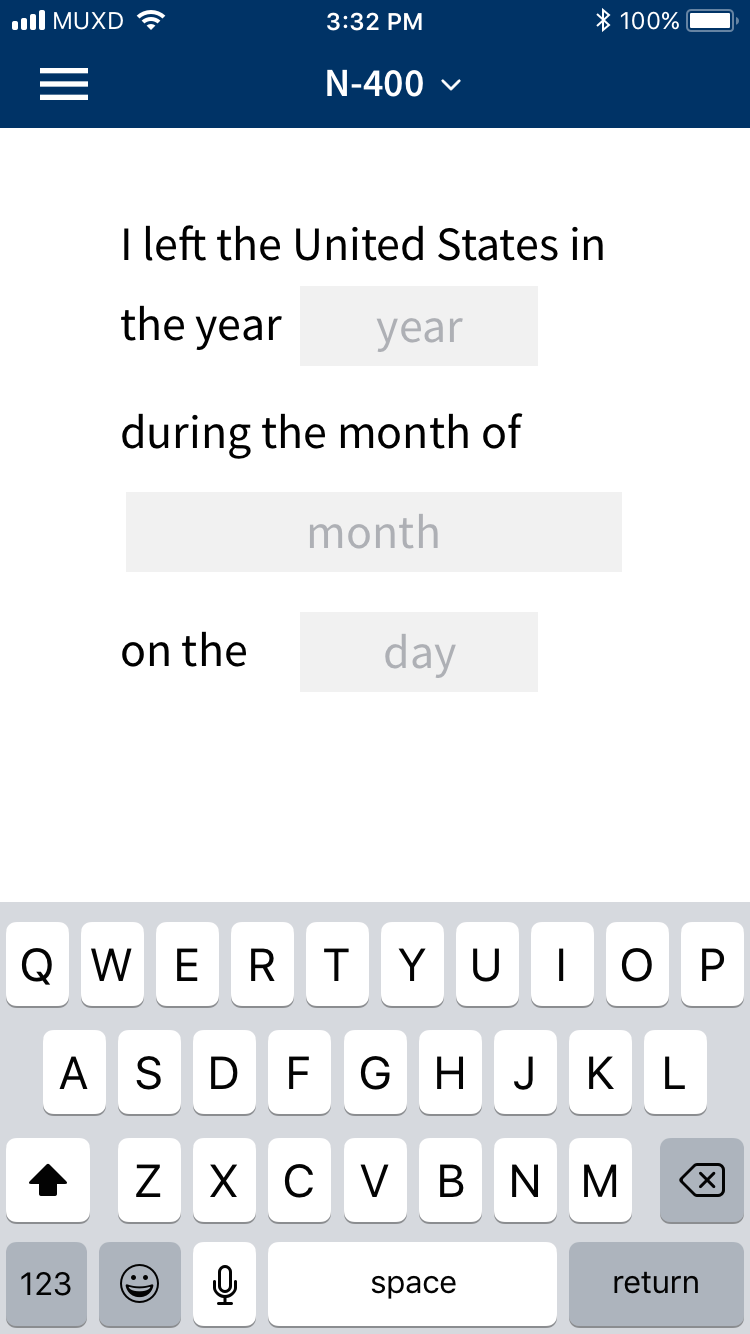 MUXD 3:32 PM 100%
N-400
I left the United States in
the year year
during the month of
month
on the day
Q W E R T Y U I O P
A S D F G H J K L
Z X C V B N M
123 space return